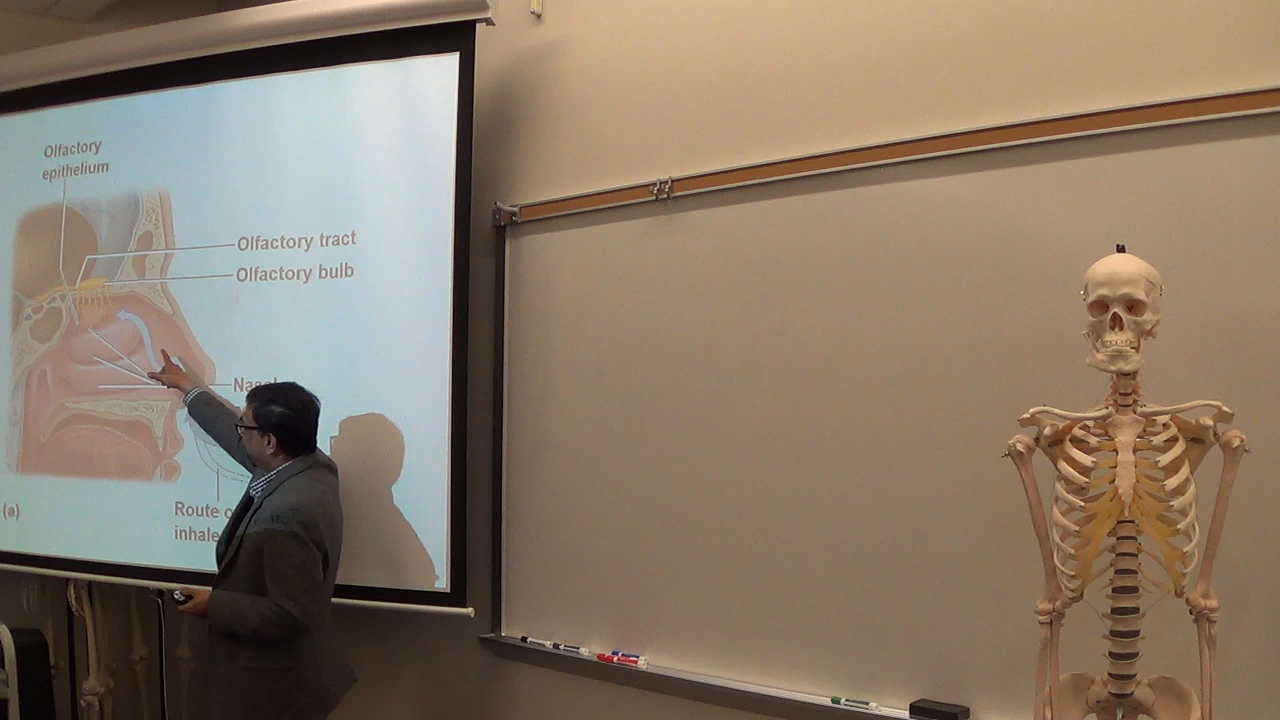 Olfactory
epithelium
Olfactory tract
Olfactory bulb
(a)
Route